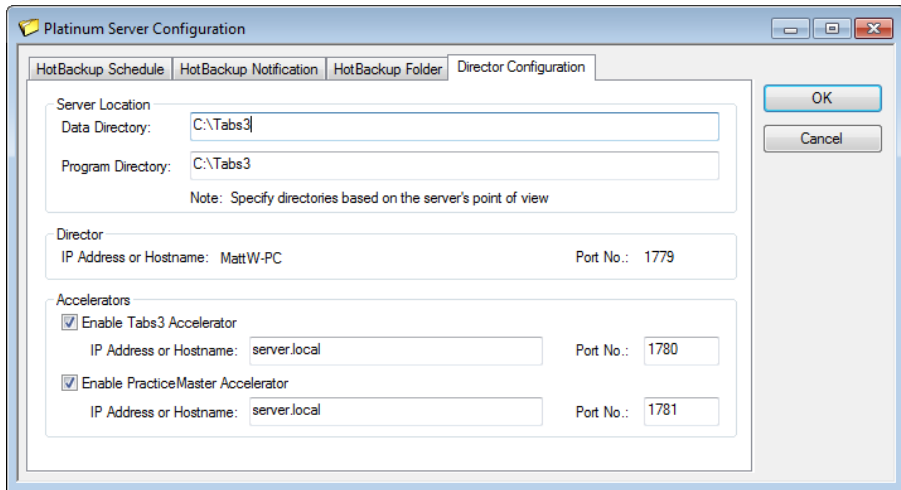 Platinum Server Configuration
HotBackup Schedule HotBackup Notification HotBackup Folder Director Configuration
Server Location
Data Directory: C:\Tabs3
Program Directory: C:\Tabs3
Note: Specify directories based on the server's point of view
Director
IP Address or Hostname: MattW-PC Port No.: 1779
Accelerators
Enable Tabs3 Accelerator
IP Address or Hostname: server.local Port No.: 1780
Enable PracticeMaster Accelerator
IP Address or Hostname: server.local Port No.: 1781
OK
Cancel